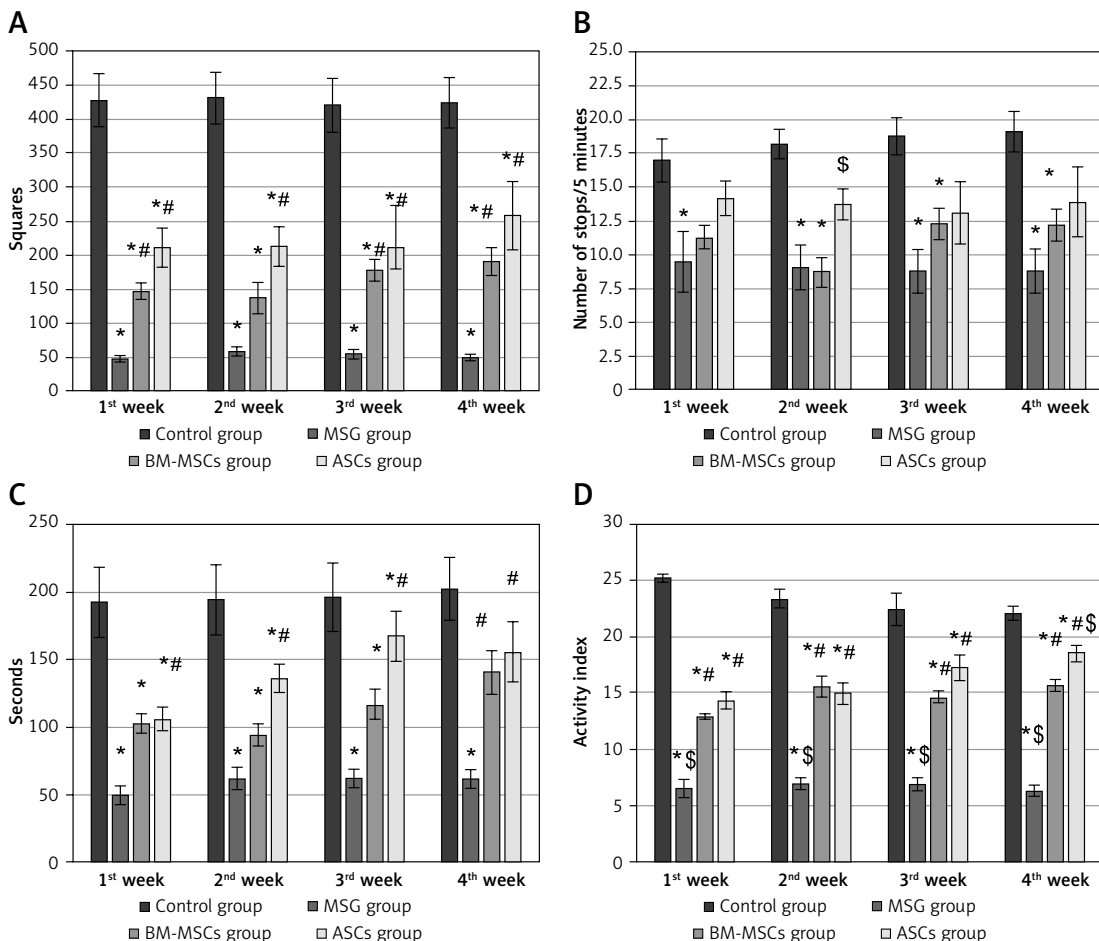 A
Squares
500
450
400
350
300
250
200
150
100
50
0
*
*#
*#
*
*
*#
*
*#
*#
*
*#
*#
1st week 2nd week 3rd week 4th week
Control group MSG group
BM-MSCs group ASCs group
B
Number of stops/5 minutes
25.0
22.5
20.0
17.5
15.0
12.5
10.0
7.5
5.0
2.5
0
*
* * $
* *
* *
1st week 2nd week 3rd week 4th week
Control group MSG group
BM-MSCs group ASCs group
C
Seconds
250
200
150
100
50
0
* * *#
* * *#
* * *#
* # #
1st week 2nd week 3rd week 4th week
Control group MSG group
BM-MSCs group ASCs group
D
Activity index
30
25
20
15
10
5
0
*$ *# *#
*$ *# *#
*$ *# *#
*$ *# *#$
1st week 2nd week 3rd week 4th week
Control group MSG group
BM-MSCs group ASCs group